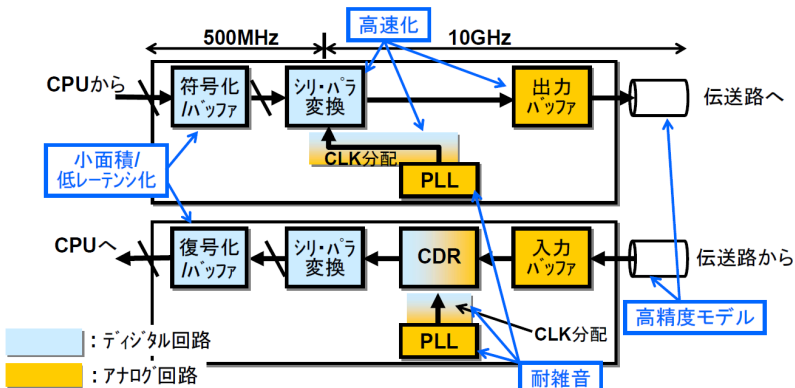 500MHz
高速化
10GHz
CPUから
符号化
/バッファ
シリ・パラ
変換
出力
バッファ
伝送路へ
小面積/
低レーテンシ化
CLK分配
PLL
CPUへ
復号化
/バッファ
シリ・パラ
変換
CDR
入力
バッファ
伝送路から
高精度モデル
PLL
CLK分配
：ディジタル回路
：アナログ回路
耐雑音